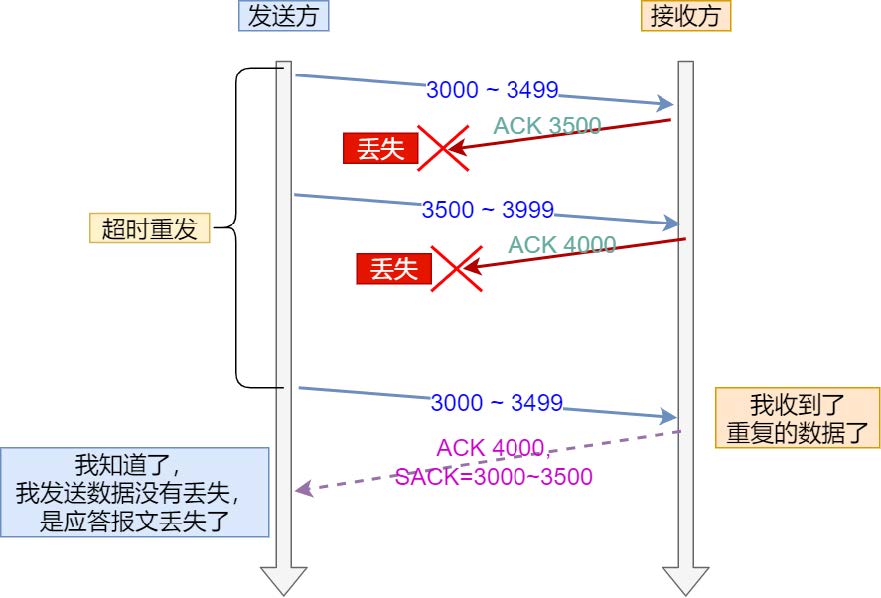 发送方
接收方
3000 ~ 3499
ACK 3500
丢失
3500 ~ 3999
超时重发
ACK 4000
丢失
3000 ~ 3499
我收到了
重复的数据了
ACK 4000,
SACK=3000~3500
我知道了，
我发送数据没有丢失，
是应答报文丢失了